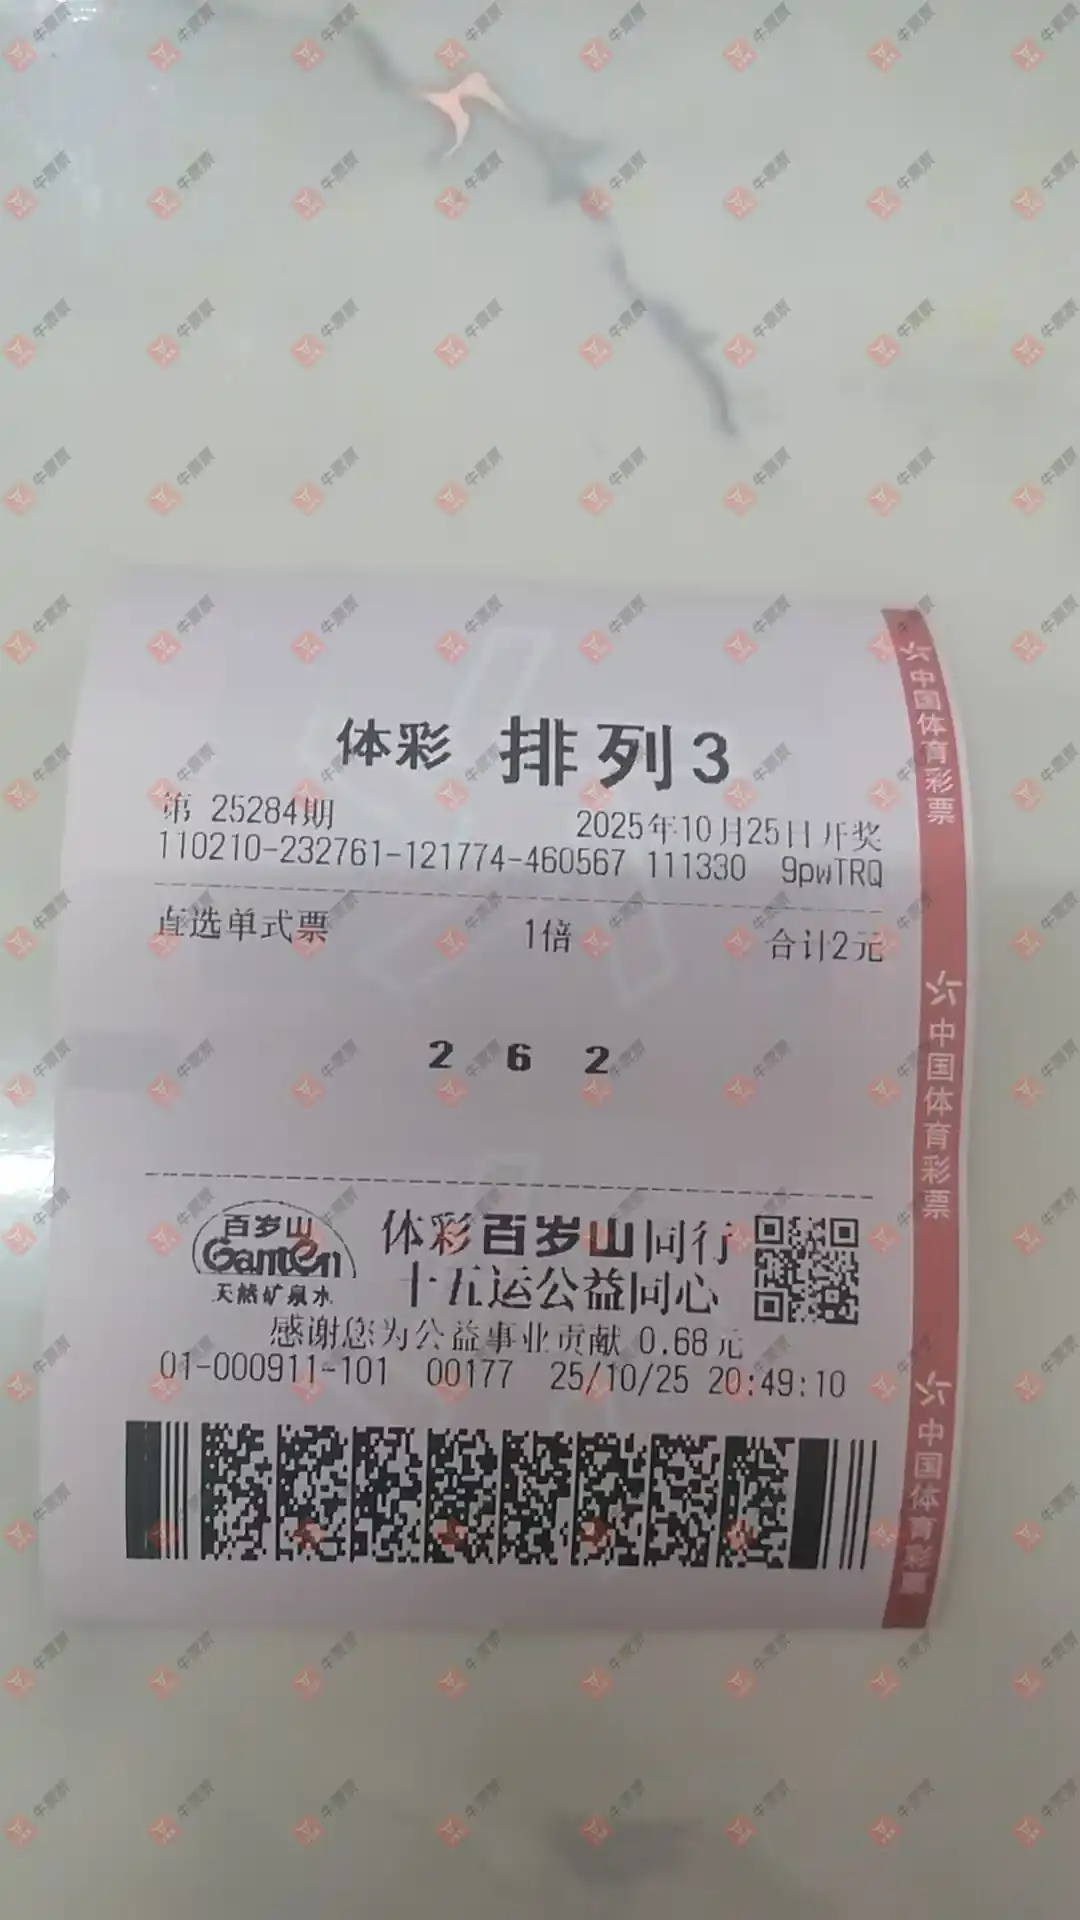 体彩 排列3
第 25284期 2025年10月25日开奖
110210-232761-121774-460567 111330 9pwTRQ
直选单式票 1倍 合计2元
2 6 2
百岁山
Ganten
天然矿泉水
体彩百岁山同行
十五运公益同心
感谢您为公益事业贡献 0.68元
01-000911-101 00177 25/10/25 20:49:10
中国体育彩票
中国体育彩票
中国体育彩票